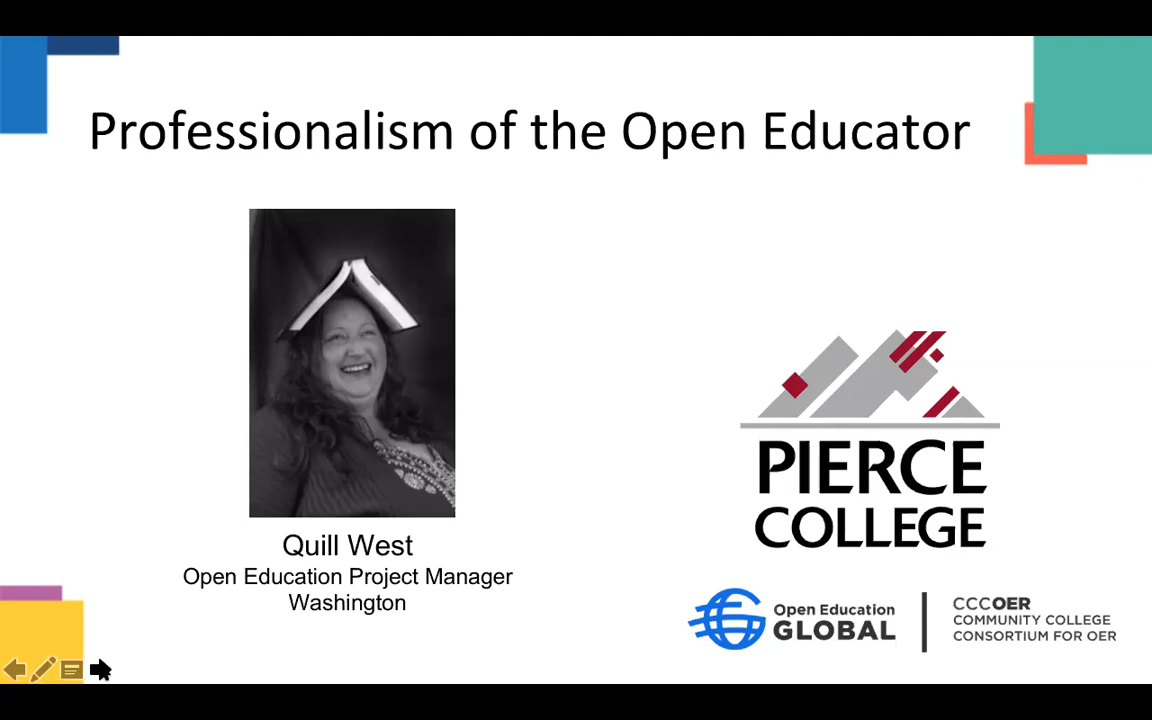 Professionalism of the Open Educator
Quill West
Open Education Project Manager
Washington
PIERCE
COLLEGE
Open Education
GLOBAL
CCCOER
COMMUNITY COLLEGE
CONSORTIUM FOR OER